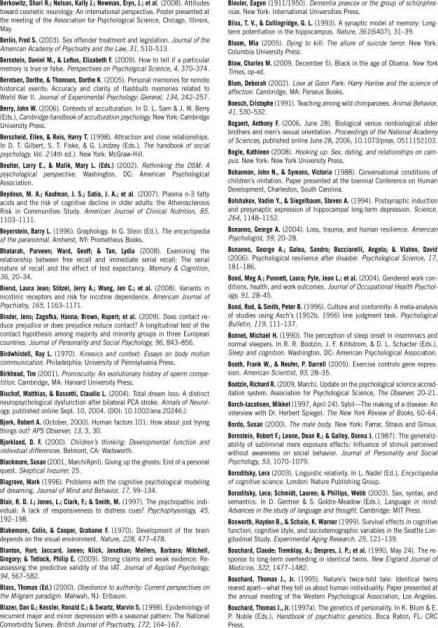 Berkowitz, Shari R.; Nelson, Kally J.; Newman, Eryn, J.; et al. (2008). Attitudes
toward cosmetic neurology: An international perspective. Poster presented at
the meeting of the Association for Psychological Science, Chicago, Illinois,
May.
Berlin, Fred S. (2003). Sex offender treatment and legislation. Journal of the
American Academy of Psychiatry and the Law, 31, 510–513.
Bernstein, Daniel M., & Loftus, Elizabeth F. (2009). How to tell if a particular
memory is true or false. Perspectives on Psychological Science, 4, 370–374.
Berntsen, Dorthe, & Thomsen, Dorthe K. (2005). Personal memories for remote
historical events: Accuracy and clarity of flashbulb memories related to
World War II. Journal of Experimental Psychology: General, 134, 242–257.
Berry, John W. (2006). Contexts of acculturation. In D. L. Sam & J. W. Berry
(Eds.), Cambridge handbook of acculturation psychology. New York: Cambridge
University Press.
Berscheid, Ellen, & Reis, Harry T. (1998). Attraction and close relationships.
In D. T. Gilbert, S. T. Fiske, & G. Lindzey (Eds.), The handbook of social
psychology, Vol. 2 (4th ed.). New York: McGraw-Hill.
Beutler, Larry E., & Malik, Mary L. (Eds.) (2002). Rethinking the DSM: A
psychological perspective. Washington, DC: American Psychological
Association.
Beydoun, M. A.; Kaufman, J. S.; Satia, J. A.; et al. (2007). Plasma n-3 fatty
acids and the risk of cognitive decline in older adults: the Atherosclerosis
Risk in Communities Study. American Journal of Clinical Nutrition, 85,
1103–1111.
Beyerstein, Barry L. (1996). Graphology. In G. Stein (Ed.), The encyclopedia
of the paranormal. Amherst, NY: Prometheus Books.
Bhatarah, Parveen; Ward, Geoff; & Tan, Lydia (2008). Examining the
relationship between free recall and immediate serial recall: The serial
nature of recall and the effect of test expectancy. Memory & Cognition,
36, 20–34.
Bierut, Laura Jean; Stitzel, Jerry A.; Wang, Jen C.; et al. (2008). Variants in
nicotinic receptors and risk for nicotine dependence. American Journal of
Psychiatry, 165, 1163–1171.
Binder, Jens; Zagefka, Hanna; Brown, Rupert; et al. (2009). Does contact re-
duce prejudice or does prejudice reduce contact? A longitudinal test of the
contact hypothesis among majority and minority groups in three European
countries. Journal of Personality and Social Psychology, 96, 843–856.
Birdwhistell, Ray L. (1970). Kinesics and context: Essays on body motion
communication. Philadelphia: University of Pennsylvania Press.
Birkhead, Tim (2001). Promiscuity: An evolutionary history of sperm compe-
tition. Cambridge, MA: Harvard University Press.
Bischof, Matthias, & Bassetti, Claudio L. (2004). Total dream loss: A distinct
neuropsychological dysfunction after bilateral PCA stroke. Annals of Neurol-
ogy, published online Sept. 10, 2004. (DOI: 10.1002/ana.20246.)
Bjork, Robert A. (October, 2000). Human factors 101: How about just trying
things out? APS Observer, 13, 3, 30.
Bjorklund, D. F. (2000). Children's thinking: Developmental function and
individual differences. Belmont, CA: Wadsworth.
Blackmore, Susan (2001, March/April). Giving up the ghosts: End of a personal
quest. Skeptical Inquirer, 25.
Blagrove, Mark (1996). Problems with the cognitive psychological modeling
of dreaming. Journal of Mind and Behavior, 17, 99–134.
Blair, R. D. J.; Jones, L.; Clark, F.; & Smith, M. (1997). The psychopathic indi-
vidual: A lack of responsiveness to distress cues? Psychophysiology, 45,
192–198.
Blakemore, Colin, & Cooper, Grahame F. (1970). Development of the brain
depends on the visual environment. Nature, 228, 477–478.
Blanton, Hart; Jaccard, James; Klick, Jonathan; Mellers, Barbara; Mitchell,
Gregory; & Tetlock, Philip E. (2009). Strong claims and weak evidence: Re-
assessing the predictive validity of the IAT. Journal of Applied Psychology,
94, 567–582.
Blass, Thomas (Ed.) (2000). Obedience to authority: Current perspectives on
the Milgram paradigm. Mahwah, NJ: Erlbaum.
Blazer, Dan G.; Kessler, Ronald C.; & Swartz, Marvin S. (1998). Epidemiology of
recurrent major and minor depression with a seasonal pattern: The National
Comorbidity Survey. British Journal of Psychiatry, 172, 164–167.
Bleuler, Eugen (1911/1950). Dementia praecox or the group of schizophre-
nias. New York: International Universities Press.
Bliss, T. V., & Collingridge, G. L. (1993). A synaptic model of memory: Long-
term potentiation in the hippocampus. Nature, 361(6407), 31–39.
Bloom, Mia (2005). Dying to kill: The allure of suicide terror. New York:
Columbia University Press.
Blow, Charles M. (2009, December 5). Black in the age of Obama. New York
Times, op-ed.
Blum, Deborah (2002). Love at Goon Park: Harry Harlow and the science of
affection. Cambridge, MA: Perseus Books.
Boesch, Cristophe (1991). Teaching among wild chimpanzees. Animal Behavior,
41, 530–532.
Bogaert, Anthony F. (2006, June 28). Biological versus nonbiological older
brothers and men's sexual orientation. Proceedings of the National Academy
of Sciences, published online June 28, 2006, 10.1073/pnas. 0511152103.
Bogle, Kathleen (2008). Hooking up: Sex, dating, and relationships on cam-
pus. New York: New York University Press.
Bohannon, John N., & Symons, Victoria (1988). Conversational conditions of
children's imitation. Paper presented at the biennial Conference on Human
Development, Charleston, South Carolina.
Bolshakov, Vadim Y., & Siegelbaum, Steven A. (1994). Postsynaptic induction
and presynaptic expression of hippocampal long-term depression. Science,
264, 1148–1152.
Bonanno, George A. (2004). Loss, trauma, and human resilience. American
Psychologist, 59, 20–28.
Bonanno, George A.; Galea, Sandro; Bucciarelli, Angela; & Vlahov, David
(2006). Psychological resilience after disaster. Psychological Science, 17,
181–186.
Bond, Meg A.; Punnett, Laura; Pyle, Jean L.; et al. (2004). Gendered work con-
ditions, health, and work outcomes. Journal of Occupational Health Psychol-
ogy, 9, 28–45.
Bond, Rod, & Smith, Peter B. (1996). Culture and conformity: A meta-analysis
of studies using Asch's (1952b, 1956) line judgment task. Psychological
Bulletin, 119, 111–137.
Bonnet, Michael H. (1990). The perception of sleep onset in insomniacs and
normal sleepers. In R. R. Bootzin, J. F. Kihlstrom, & D. L. Schacter (Eds.),
Sleep and cognition. Washington, DC: American Psychological Association.
Booth, Frank W., & Neufer, P. Darrell (2005). Exercise controls gene expres-
sion. American Scientist, 93, 28–35.
Bootzin, Richard R. (2009, March). Update on the psychological science accred-
itation system. Association for Psychological Science, The Observer, 20–21.
Borch-Jacobsen, Mikkel (1997, April 24). Sybil—The making of a disease: An
interview with Dr. Herbert Spiegel. The New York Review of Books, 60–64.
Bordo, Susan (2000). The male body. New York: Farrar, Straus and Giroux.
Bornstein, Robert F.; Leone, Dean R.; & Galley, Donna J. (1987). The generaliz-
ability of subliminal mere exposure effects: Influence of stimuli perceived
without awareness on social behavior. Journal of Personality and Social
Psychology, 53, 1070–1079.
Boroditsky, Lera (2003). Linguistic relativity. In L. Nadel (Ed.), Encyclopedia
of cognitive science. London: Nature Publishing Group.
Boroditsky, Lera; Schmidt, Lauren; & Phillips, Webb (2003). Sex, syntax, and
semantics. In D. Gentner & S. Goldin-Meadow (Eds.), Language in mind:
Advances in the study of language and thought. Cambridge: MIT Press.
Bosworth, Hayden B., & Schaie, K. Warner (1999). Survival effects in cognitive
function, cognitive style, and sociodemographic variables in the Seattle Lon-
gitudinal Study. Experimental Aging Research, 25, 121–139.
Bouchard, Claude; Tremblay, A.; Despres, J. P.; et al. (1990, May 24). The re-
sponse to long-term overfeeding in identical twins. New England Journal of
Medicine, 322, 1477–1482.
Bouchard, Thomas J., Jr. (1995). Nature's twice-told tale: Identical twins
reared apart—what they tell us about human individuality. Paper presented at
the annual meeting of the Western Psychological Association, Los Angeles.
Bouchard, Thomas J., Jr. (1997a). The genetics of personality. In K. Blum & E.
P. Noble (Eds.), Handbook of psychiatric genetics. Boca Raton, FL: CRC
Press.